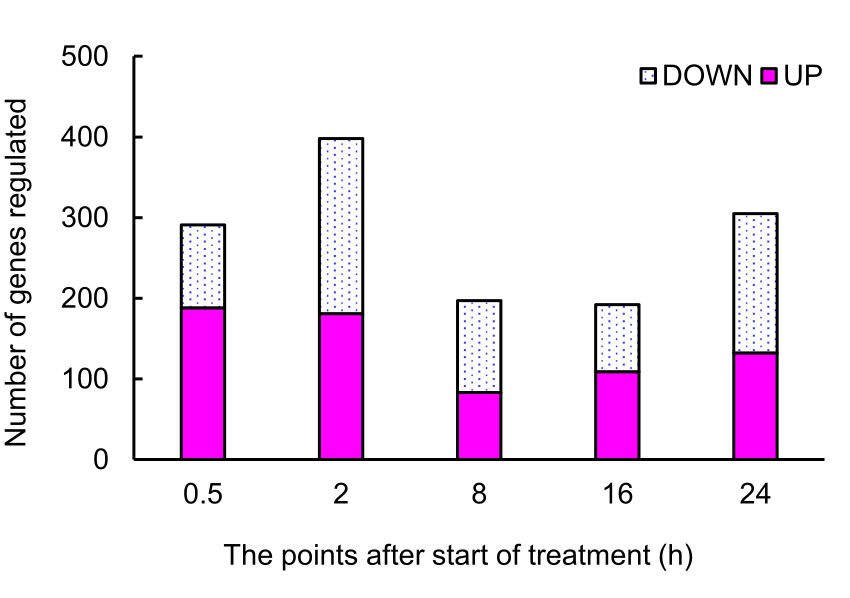 500
400
300
200
100
0
Number of genes regulated
DOWN UP
0.5 2 8 16 24
The points after start of treatment (h)